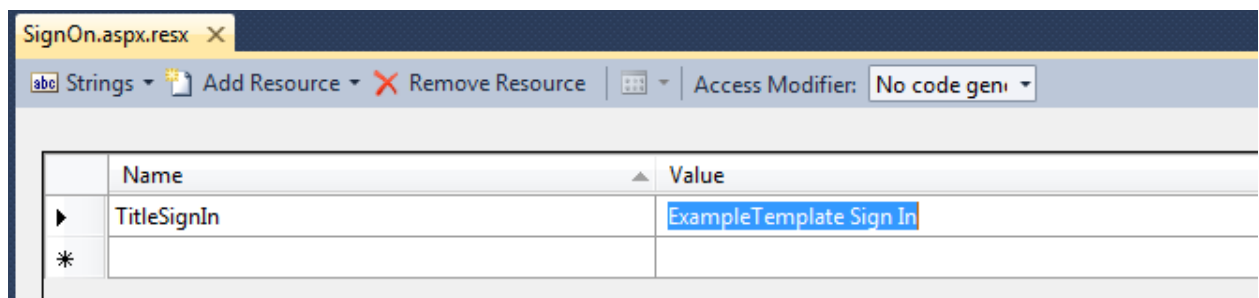 SignOn.aspx.resx
abc Strings Add Resource Remove Resource Access Modifier: No code gen
Name Value
TitleSignIn ExampleTemplate Sign In